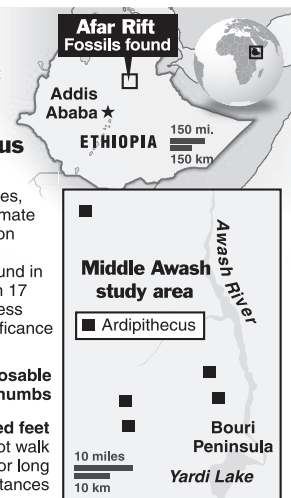 Afar Rift
Fossils found
Addis
Ababa
ETHIOPIA
150 mi.
150 km
us
es,
mate
on
und in
17
ess
ficance
osable
humbs
ed feet
ot walk
or long
tances
Middle Awash
study area
Awash River
Ardipithecus
Bouri
Peninsula
10 miles
10 km
Yardi Lake